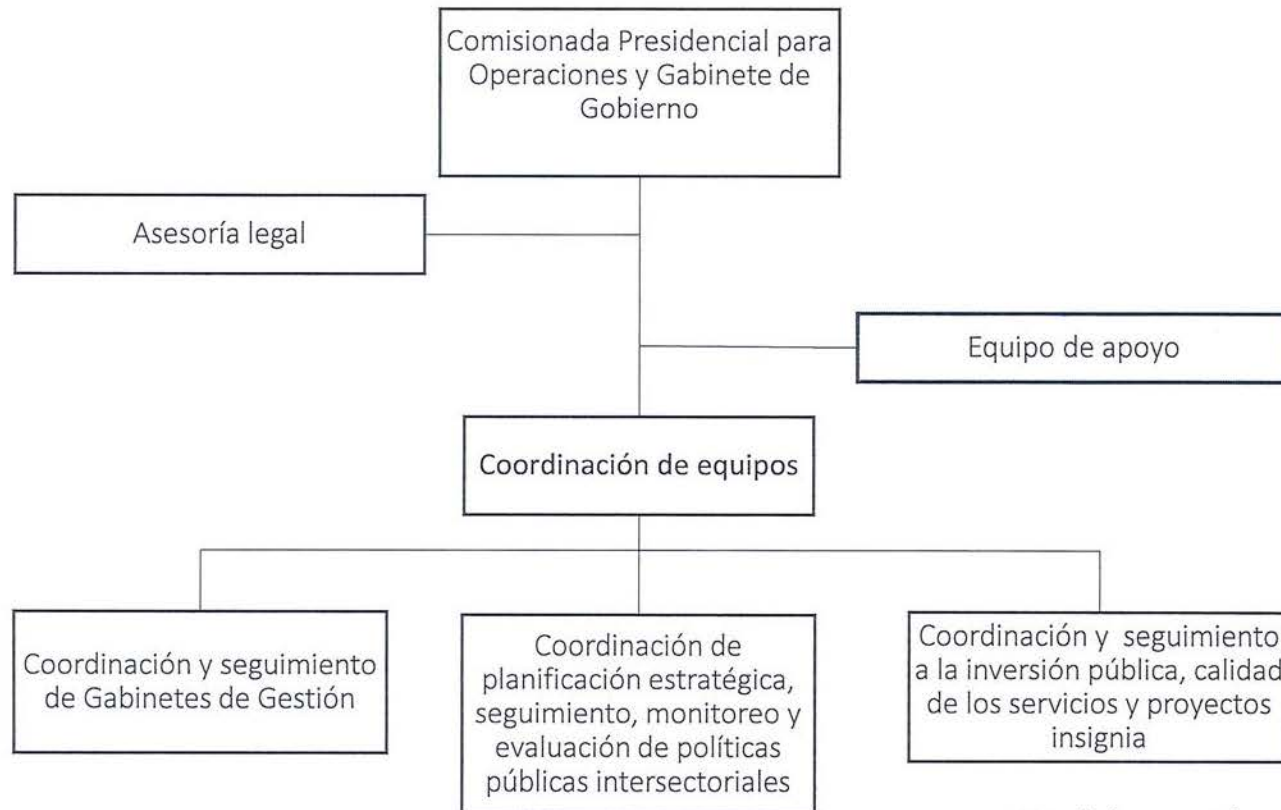 Comisionada Presidencial para
Operaciones y Gabinete de
Gobierno
Asesoría legal
Equipo de apoyo
Coordinación de equipos
Coordinación y seguimiento
de Gabinetes de Gestión
Coordinación de
planificación estratégica,
seguimiento, monitoreo y
evaluación de políticas
públicas intersectoriales
Coordinación y seguimiento
a la inversión pública, calidad
de los servicios y proyectos
insignia